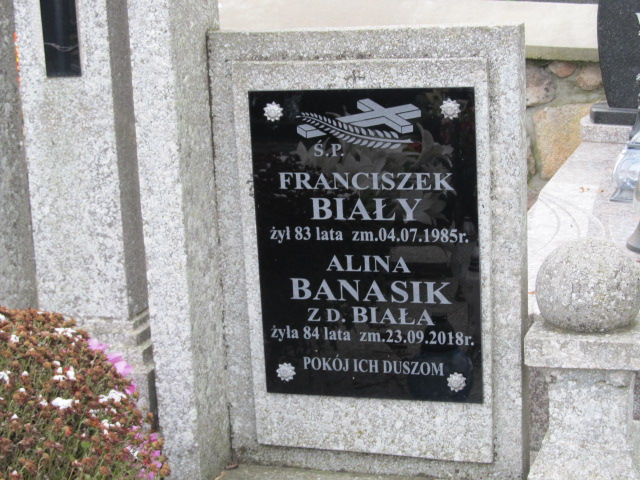 Ś.P.
FRANCISZEK
BIAŁY
żył 83 lata zm.04.07.1985r.
ALINA
BANASIK
Z D. BIAŁA
żyła 84 lata zm.23.09.2018r.
POKÓJ ICH DUSZOM